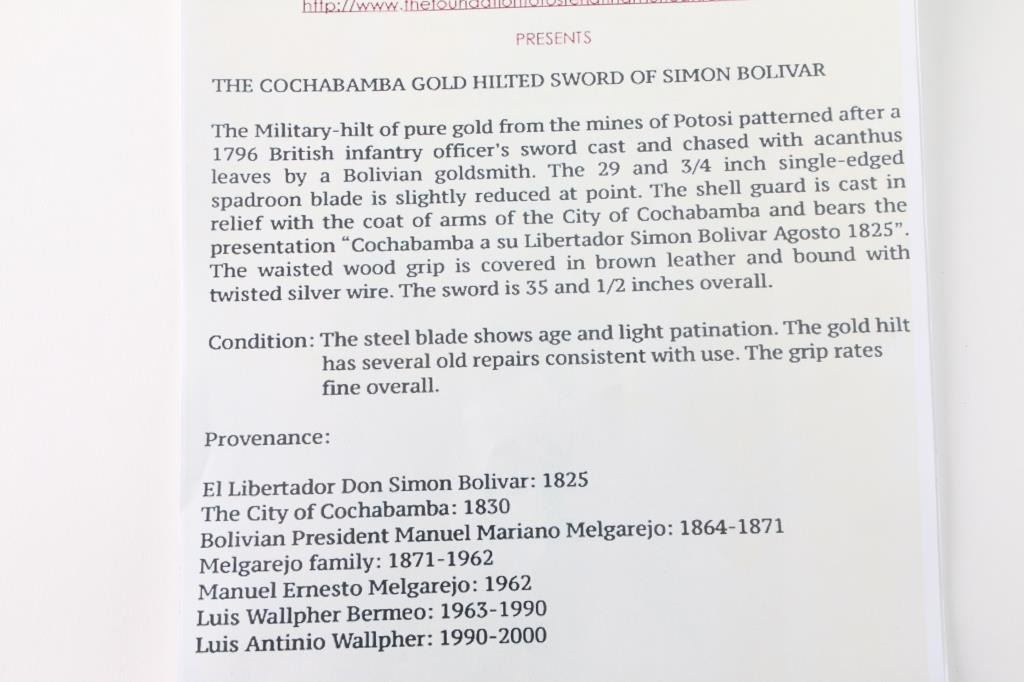 PRESENTS
THE COCHABAMBA GOLD HILTED SWORD OF SIMON BOLIVAR
The Military-hilt of pure gold from the mines of Potosi patterned after a
1796 British infantry officer's sword cast and chased with acanthus
leaves by a Bolivian goldsmith. The 29 and 3/4 inch single-edged
spadroon blade is slightly reduced at point. The shell guard is cast in
relief with the coat of arms of the City of Cochabamba and bears the
presentation “Cochabamba a su Libertador Simon Bolivar Agosto 1825”.
The waisted wood grip is covered in brown leather and bound with
twisted silver wire. The sword is 35 and 1/2 inches overall.
Condition: The steel blade shows age and light patination. The gold hilt
has several old repairs consistent with use. The grip rates
fine overall.
Provenance:
El Libertador Don Simon Bolivar: 1825
The City of Cochabamba: 1830
Bolivian President Manuel Mariano Melgarejo: 1864-1871
Melgarejo family: 1871-1962
Manuel Ernesto Melgarejo: 1962
Luis Wallpher Bermeo: 1963-1990
Luis Antinio Wallpher: 1990-2000